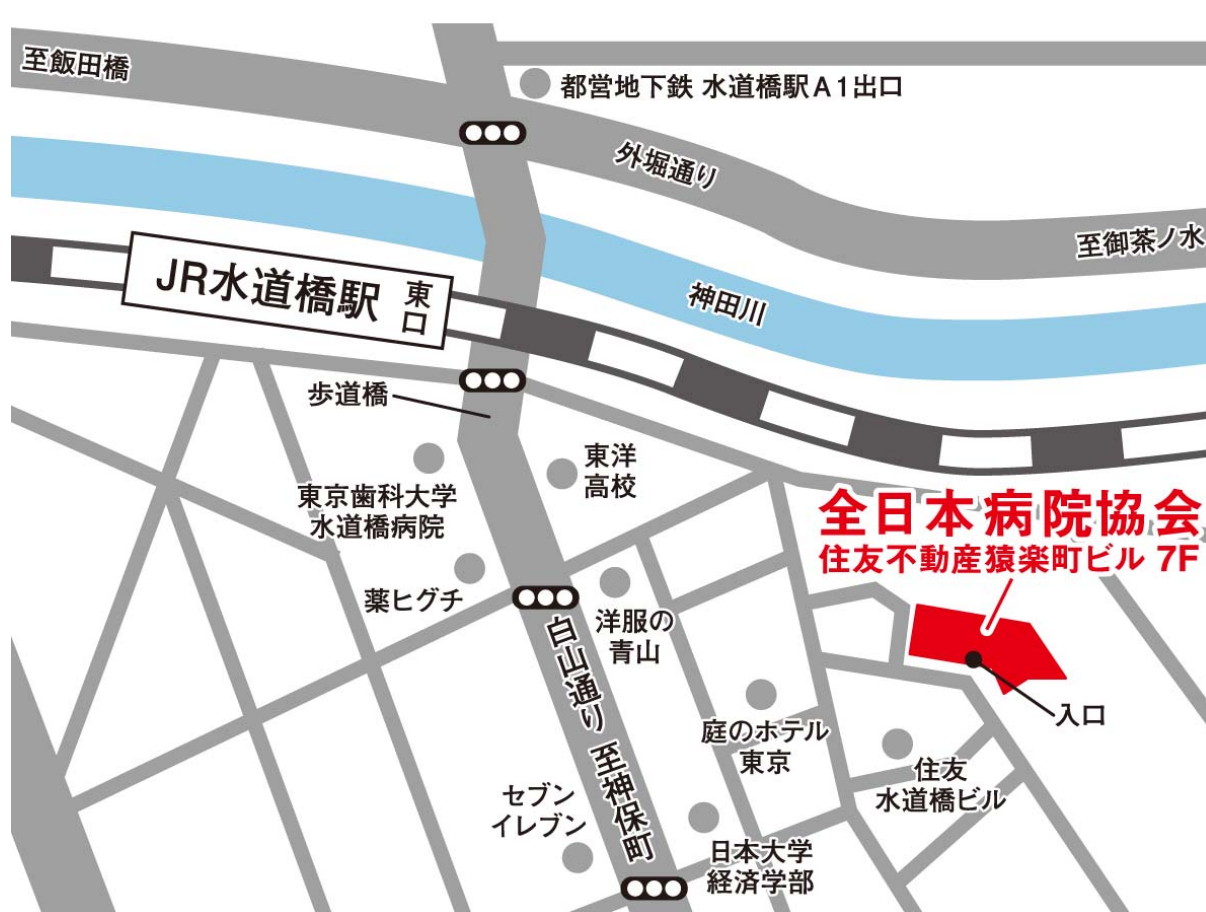 至飯田橋
都営地下鉄 水道橋駅A1出口
外堀通り
至御茶ノ水
神田川
JR水道橋駅
東口
歩道橋
東洋
高校
東京歯科大学
水道橋病院
全日本病院協会
住友不動産猿楽町ビル 7F
薬ヒグチ
洋服の
青山
白山通り 至神保町
入口
庭のホテル
東京
住友
水道橋ビル
セブン
イレブン
日本大学
経済学部